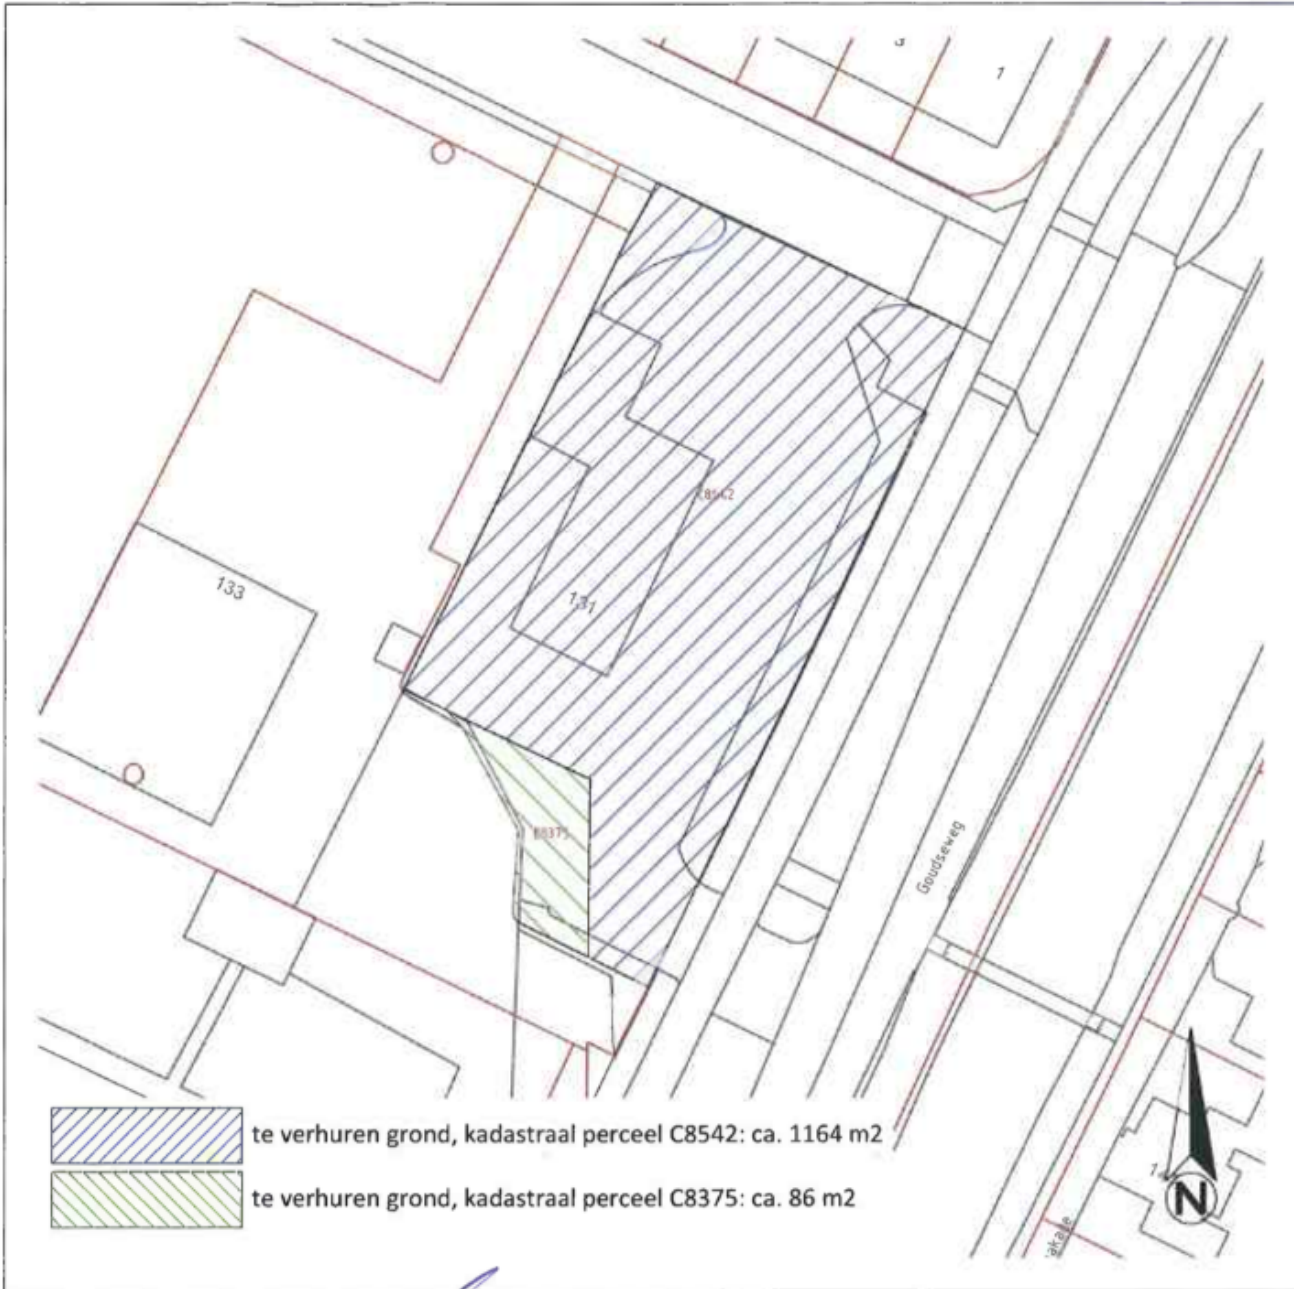 3
1
C8542
133
131
C8375
Goudseweg
te verhuren grond, kadastraal perceel C8542: ca. 1164 m2
te verhuren grond, kadastraal perceel C8375: ca. 86 m2
N